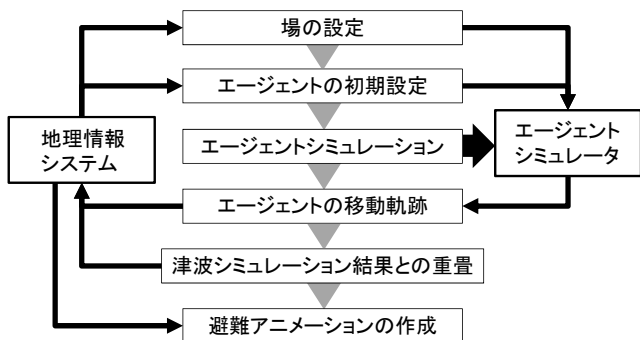 場の設定
エージェントの初期設定
地理情報
システム
エージェントシミュレーション
エージェント
シミュレータ
エージェントの移動軌跡
津波シミュレーション結果との重畳
避難アニメーションの作成